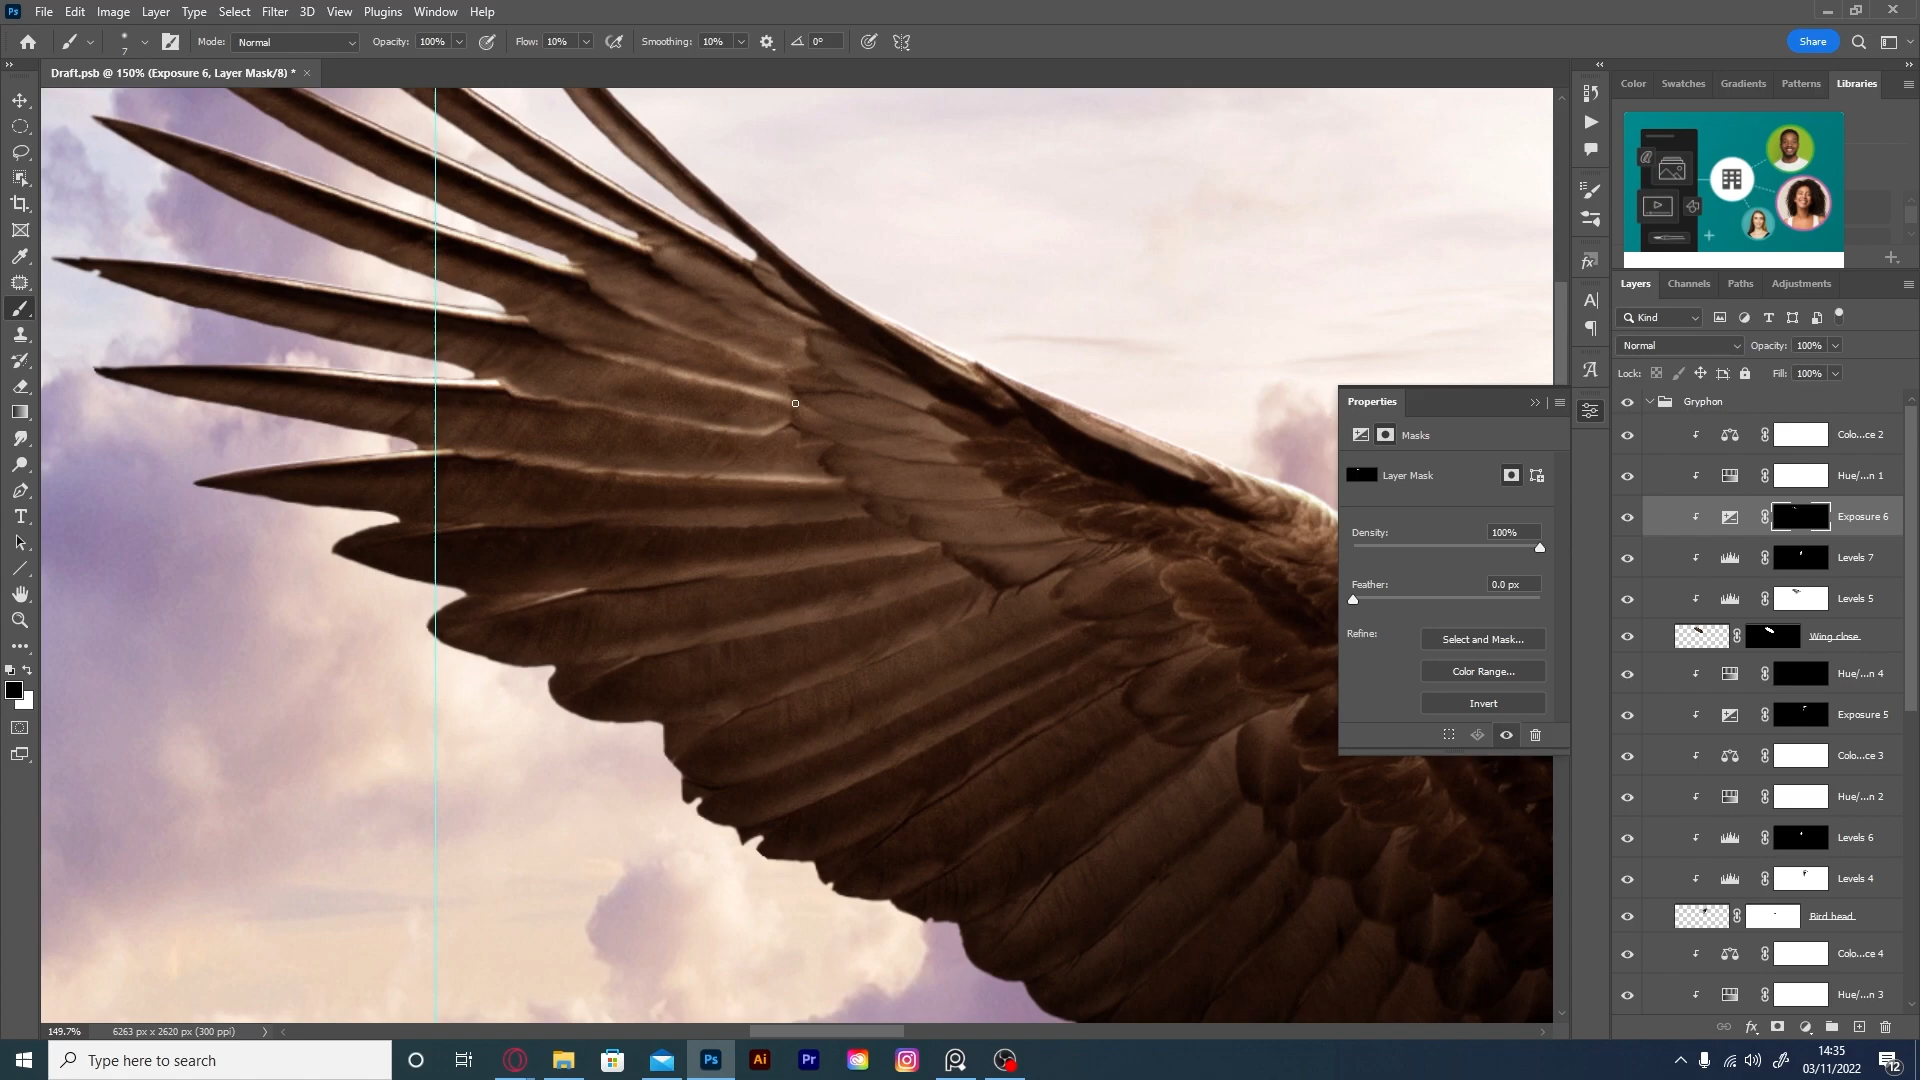 Ps File Edit Image Layer Type Select Filter 3D View Plugins Window Help
7 Mode: Normal Opacity: 100% Flow: 10% Smoothing: 10% 0° Share
Draft.psb @ 150% (Exposure 6, Layer Mask/8) * ×
Color Swatches Gradients Patterns Libraries
Layers Channels Paths Adjustments
Kind
Normal Opacity: 100%
Lock: Fill: 100%
Gryphon
Colo...ce 2
Hue/...n 1
Exposure 6
Levels 7
Levels 5
Wing close
Hue/...n 4
Exposure 5
Colo...ce 3
Hue/...n 2
Levels 6
Levels 4
Bird head
Colo...ce 4
Hue/...n 3
Properties
Masks
Layer Mask
Density: 100%
Feather: 0.0 px
Refine: Select and Mask...
Color Range...
Invert
149.7% 6263 px x 2620 px (300 ppi)
Type here to search
Ps Ai Pr
14:35
03/11/2022
12